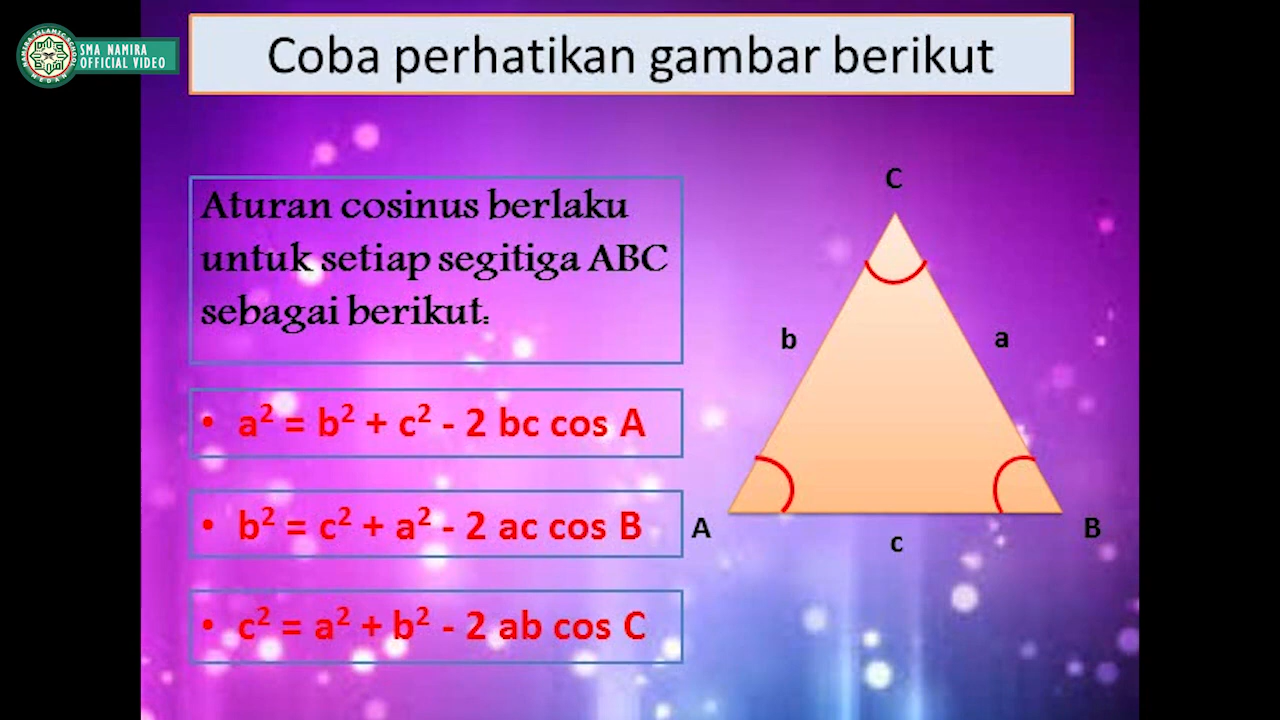 SMA NAMIRA
OFFICIAL VIDEO
Coba perhatikan gambar berikut
Aturan cosinus berlaku
untuk setiap segitiga ABC
sebagai berikut:
• a² = b² + c² - 2 bc cos A
• b² = c² + a² - 2 ac cos B
• c² = a² + b² - 2 ab cos C
C
b
a
A
B
c